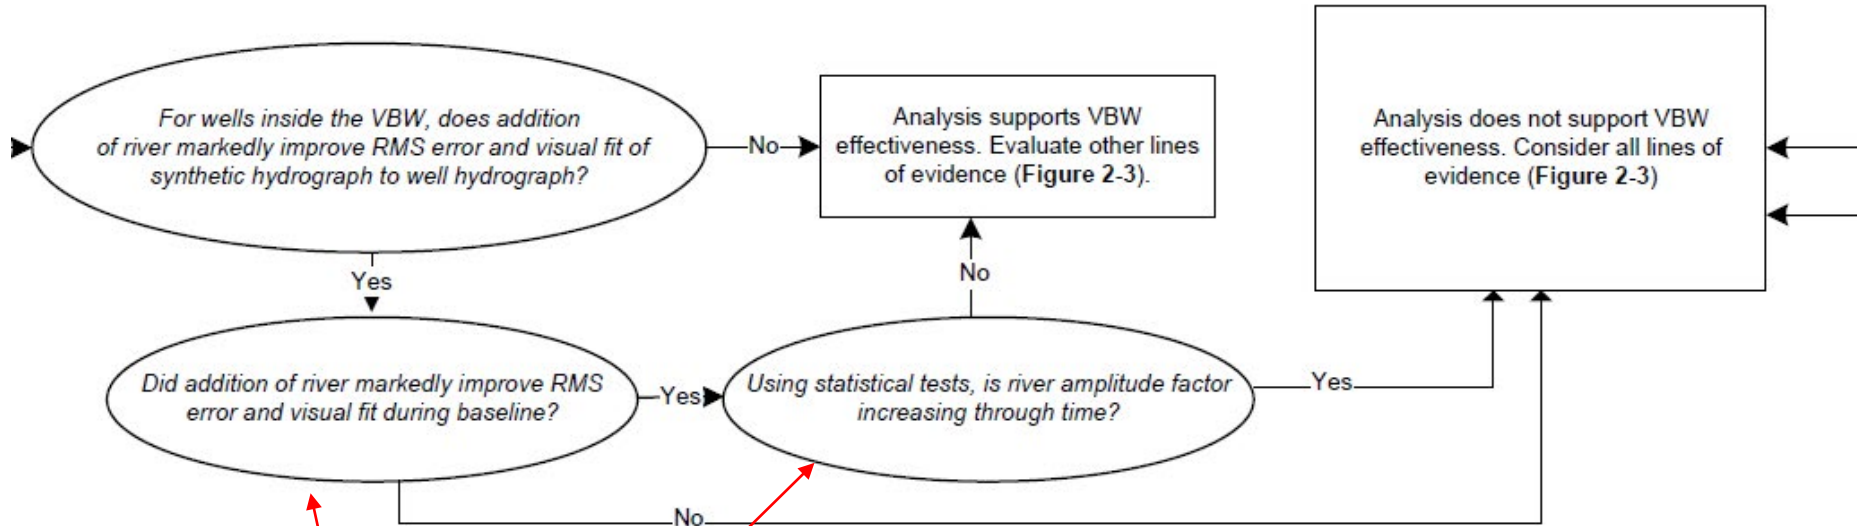 For wells inside the VBW, does addition
of river markedly improve RMS error and visual fit of
synthetic hydrograph to well hydrograph?
No
Analysis supports VBW
effectiveness. Evaluate other lines
of evidence (Figure 2-3).
Analysis does not support VBW
effectiveness. Consider all lines of
evidence (Figure 2-3)
Yes
No
Did addition of river markedly improve RMS
error and visual fit during baseline?
Yes
Using statistical tests, is river amplitude factor
increasing through time?
Yes
No